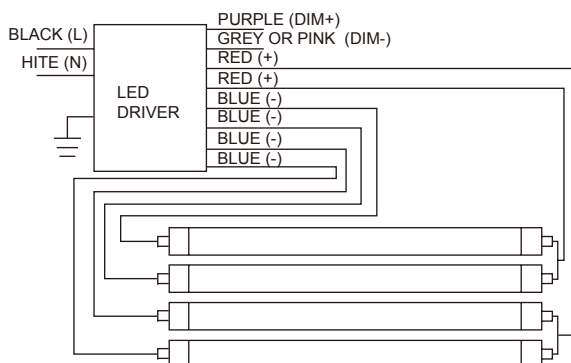 PURPLE (DIM+)
BLACK (L)
GREY OR PINK (DIM-)
HITE (N)
RED (+)
RED (+)
LED
DRIVER
BLUE (-)
BLUE (-)
BLUE (-)
BLUE (-)